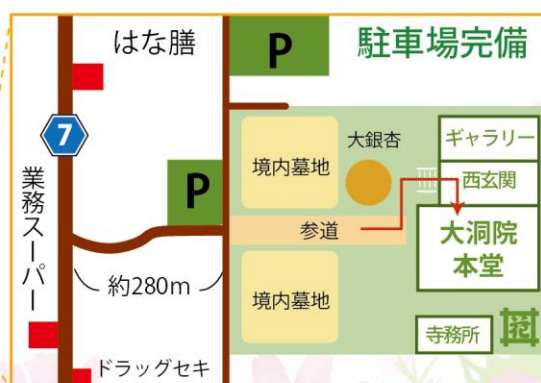 はな膳
P
駐車場完備
7
業務スーパー
P
境内墓地
大銀杏
ギャラリー
西玄関
参道
大洞院
本堂
約280m
境内墓地
寺務所
ドラッグセキ